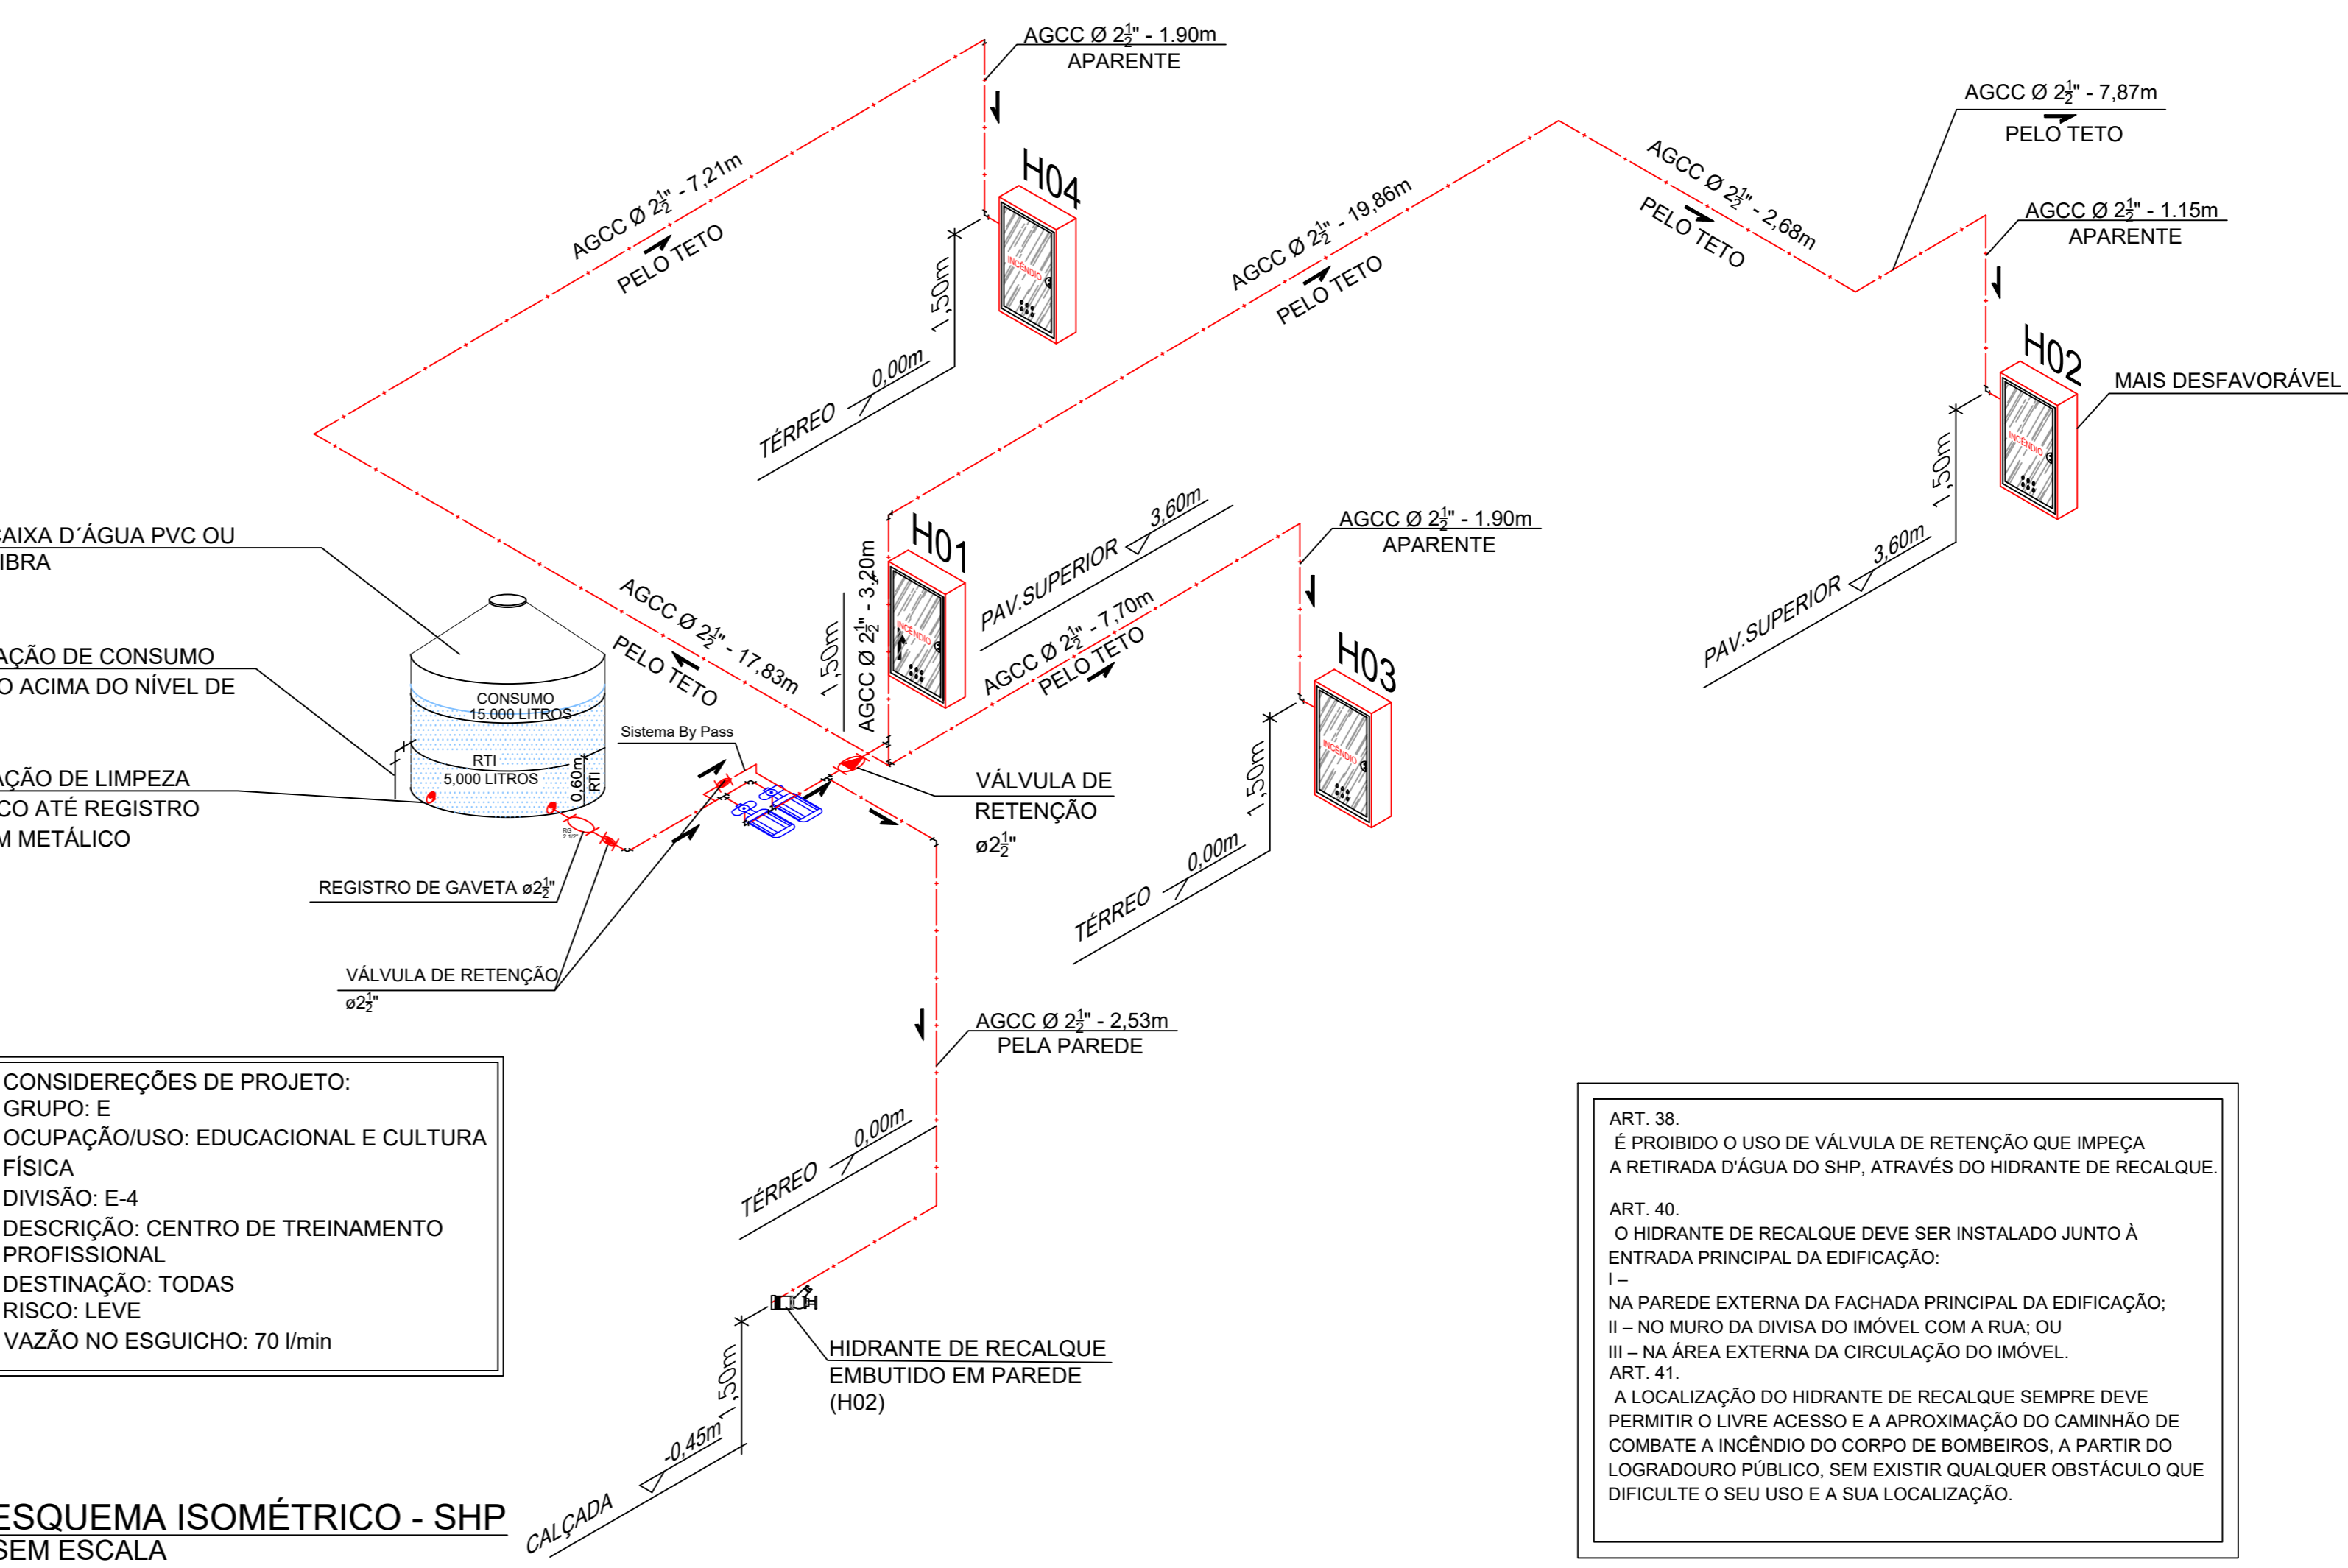 AGCC Ø 2½" - 1.90m
APARENTE
AGCC Ø 2½" - 7,87m
PELO TETO
H04
AGCC Ø 2½" - 7,21m
PELO TETO
INCÊNDIO
1,50m
TÉRREO 0,00m
AGCC Ø 2½" - 19,86m
PELO TETO
AGCC Ø 2½" - 2,68m
PELO TETO
AGCC Ø 2½" - 1.15m
APARENTE
H02
MAIS DESFAVORÁVEL
INCÊNDIO
1,50m
PAV.SUPERIOR 3,60m
CAIXA D´ÁGUA PVC OU
IBRA
AÇÃO DE CONSUMO
O ACIMA DO NÍVEL DE
AÇÃO DE LIMPEZA
CO ATÉ REGISTRO
M METÁLICO
CONSUMO
15.000 LITROS
RTI
5,000 LITROS
0,60m
RTI
RG
2.1/2"
AGCC Ø 2½" - 17,83m
PELO TETO
Sistema By Pass
H01
INCÊNDIO
1,50m
AGCC Ø 2½" - 3,20m
PAV.SUPERIOR 3,60m
AGCC Ø 2½" - 7,70m
PELO TETO
AGCC Ø 2½" - 1.90m
APARENTE
H03
INCÊNDIO
1,50m
TÉRREO 0,00m
VÁLVULA DE
RETENÇÃO
ø2½"
REGISTRO DE GAVETA ø2½"
VÁLVULA DE RETENÇÃO
ø2½"
AGCC Ø 2½" - 2,53m
PELA PAREDE
TÉRREO 0,00m
HIDRANTE DE RECALQUE
EMBUTIDO EM PAREDE
(H02)
1,50m
CALÇADA -0,45m
CONSIDEREÇÕES DE PROJETO:
GRUPO: E
OCUPAÇÃO/USO: EDUCACIONAL E CULTURA
FÍSICA
DIVISÃO: E-4
DESCRIÇÃO: CENTRO DE TREINAMENTO
PROFISSIONAL
DESTINAÇÃO: TODAS
RISCO: LEVE
VAZÃO NO ESGUICHO: 70 l/min
ESQUEMA ISOMÉTRICO - SHP
SEM ESCALA
ART. 38.
É PROIBIDO O USO DE VÁLVULA DE RETENÇÃO QUE IMPEÇA
A RETIRADA D'ÁGUA DO SHP, ATRAVÉS DO HIDRANTE DE RECALQUE.
ART. 40.
O HIDRANTE DE RECALQUE DEVE SER INSTALADO JUNTO À
ENTRADA PRINCIPAL DA EDIFICAÇÃO:
I –
NA PAREDE EXTERNA DA FACHADA PRINCIPAL DA EDIFICAÇÃO;
II – NO MURO DA DIVISA DO IMÓVEL COM A RUA; OU
III – NA ÁREA EXTERNA DA CIRCULAÇÃO DO IMÓVEL.
ART. 41.
A LOCALIZAÇÃO DO HIDRANTE DE RECALQUE SEMPRE DEVE
PERMITIR O LIVRE ACESSO E A APROXIMAÇÃO DO CAMINHÃO DE
COMBATE A INCÊNDIO DO CORPO DE BOMBEIROS, A PARTIR DO
LOGRADOURO PÚBLICO, SEM EXISTIR QUALQUER OBSTÁCULO QUE
DIFICULTE O SEU USO E A SUA LOCALIZAÇÃO.